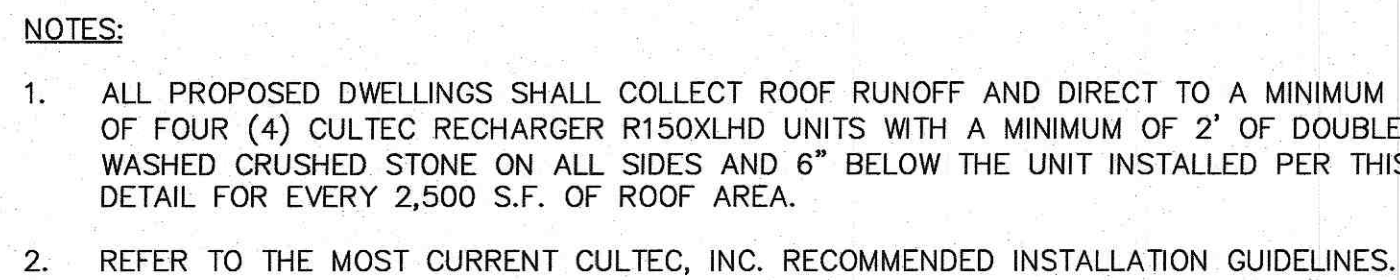 NOTES:
1. ALL PROPOSED DWELLINGS SHALL COLLECT ROOF RUNOFF AND DIRECT TO A MINIMUM
OF FOUR (4) CULTEC RECHARGER R150XLHD UNITS WITH A MINIMUM OF 2' OF DOUBLE
WASHED CRUSHED STONE ON ALL SIDES AND 6" BELOW THE UNIT INSTALLED PER THIS
DETAIL FOR EVERY 2,500 S.F. OF ROOF AREA.
2. REFER TO THE MOST CURRENT CULTEC, INC. RECOMMENDED INSTALLATION GUIDELINES